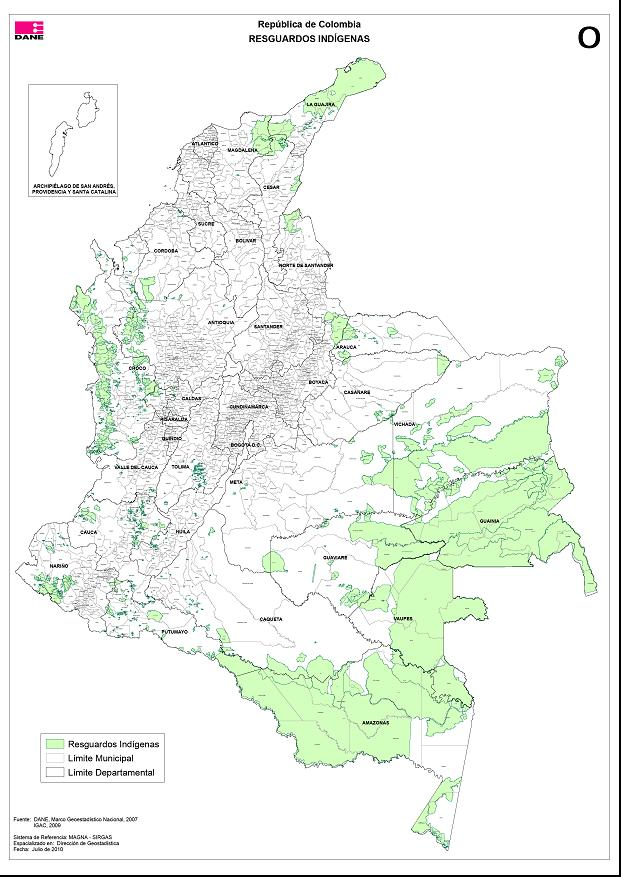 DANE
República de Colombia
RESGUARDOS INDÍGENAS
O
ARCHIPIÉLAGO DE SAN ANDRÉS,
PROVIDENCIA Y SANTA CATALINA
LA GUAJIRA
ATLANTICO
MAGDALENA
CESAR
SUCRE
BOLIVAR
CORDOBA
NORTE DE SANTANDER
ANTIOQUIA
SANTANDER
ARAUCA
CHOCO
BOYACA
CASANARE
CALDAS
CUNDINAMARCA
RISARALDA
VICHADA
QUINDIO
BOGOTA D.C.
VALLE DEL CAUCA
TOLIMA
META
GUAINIA
CAUCA
HUILA
GUAVIARE
NARIÑO
CAQUETA
VAUPES
PUTUMAYO
AMAZONAS
Resguardos Indígenas
Límite Municipal
Límite Departamental
Fuente: DANE, Marco Geoestadístico Nacional, 2007
IGAC, 2009
Sistema de Referencia: MAGNA - SIRGAS
Espacializado en: Dirección de Geoestadística
Fecha: Julio de 2010